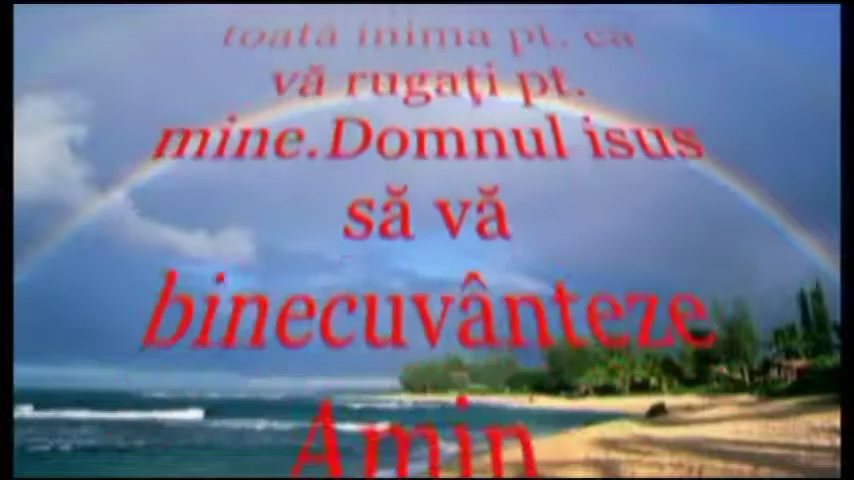 toată inima pt. ca
vă rugați pt.
mine.Domnul isus
să vă
binecuvânteze
Amin